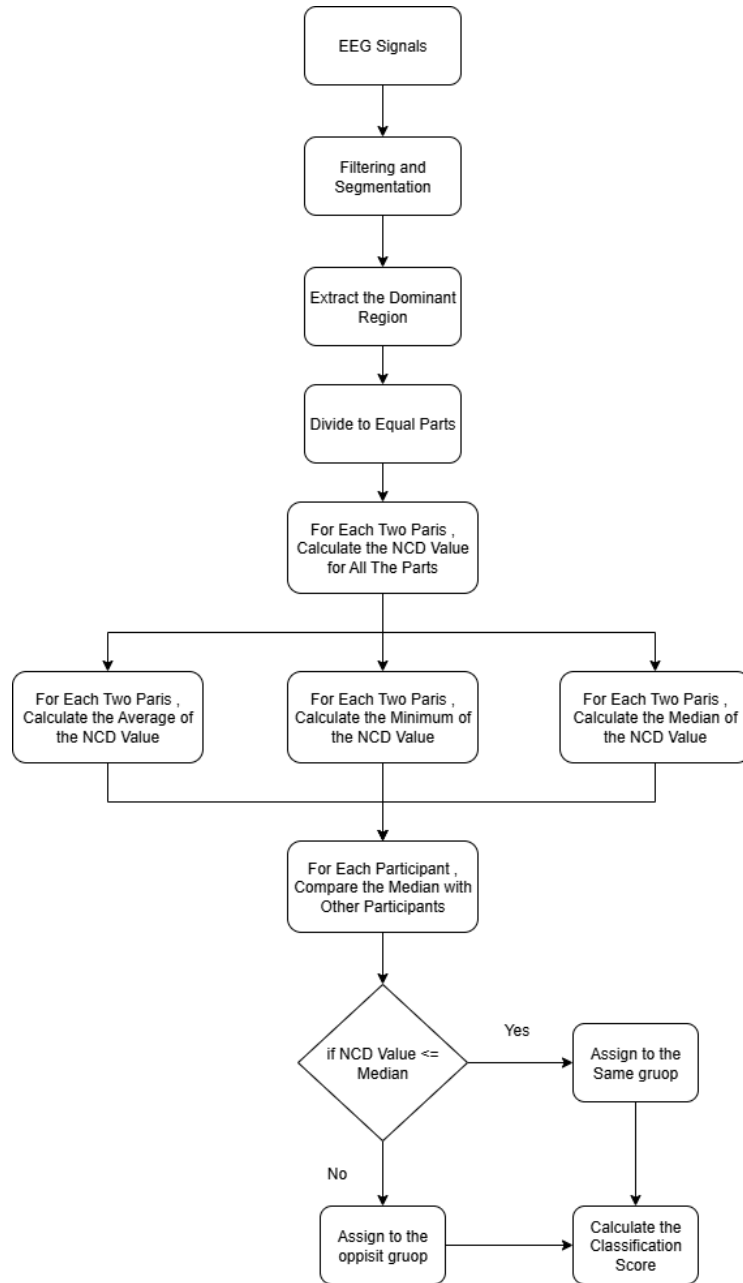 EEG Signals
Filtering and
Segmentation
Extract the Dominant
Region
Divide to Equal Parts
For Each Two Paris ,
Calculate the NCD Value
for All The Parts
For Each Two Paris ,
Calculate the Average of
the NCD Value
For Each Two Paris ,
Calculate the Minimum of
the NCD Value
For Each Two Paris ,
Calculate the Median of
the NCD Value
For Each Participant ,
Compare the Median with
Other Participants
if NCD Value <=
Median
Yes
Assign to the
Same gruop
No
Assign to the
oppisit gruop
Calculate the
Classification
Score